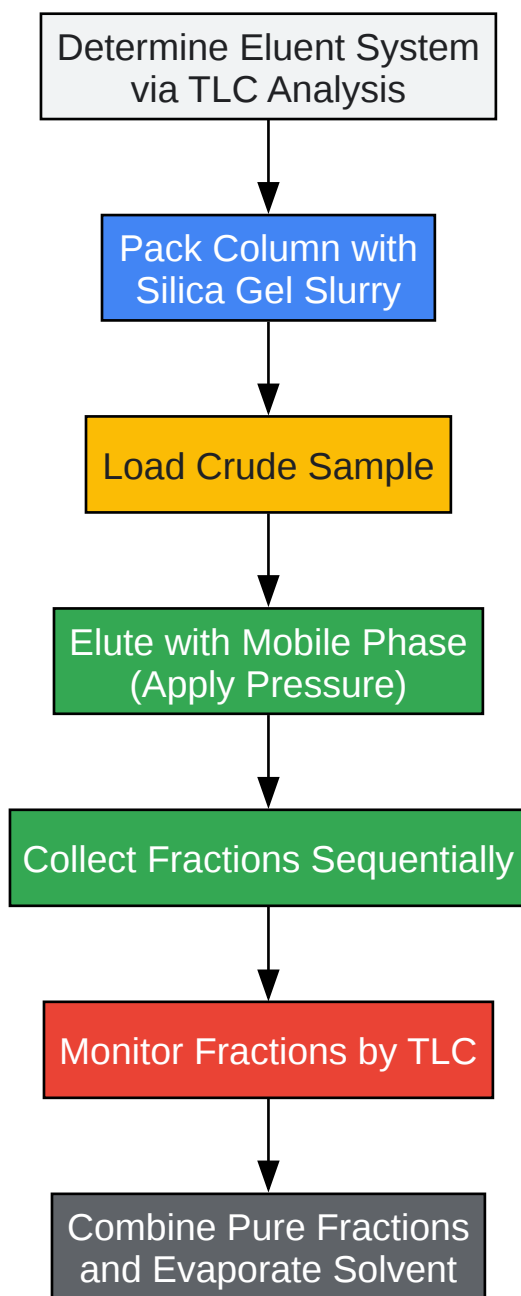 Determine Eluent System
via TLC Analysis
Pack Column with
Silica Gel Slurry
Load Crude Sample
Elute with Mobile Phase
(Apply Pressure)
Collect Fractions Sequentially
Monitor Fractions by TLC
Combine Pure Fractions
and Evaporate Solvent